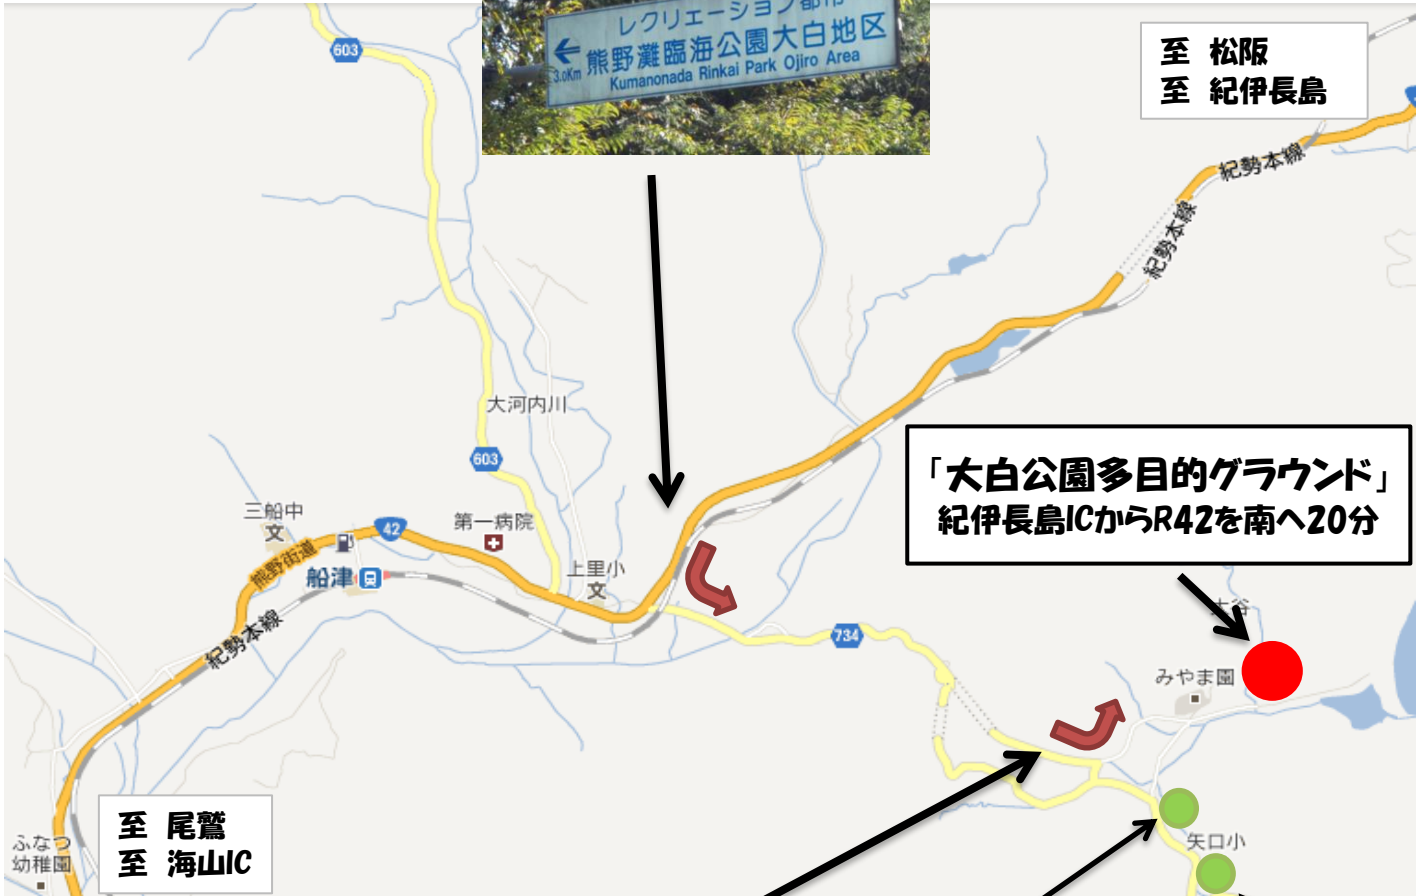 レクリエーション都市
熊野灘臨海公園大白地区
3.0Km
Kumanonada Rinkai Park Ojiro Area
603
至 松阪
至 紀伊長島
紀勢本線
紀勢本線
大河内川
603
「大白公園多目的グラウンド」
紀伊長島ICからR42を南へ20分
三船中
文
42
第一病院
熊野街道
船津
上里小
文
紀勢本線
734
大谷
みやま園
至 尾鷲
至 海山IC
ふなつ
幼稚園
矢口小